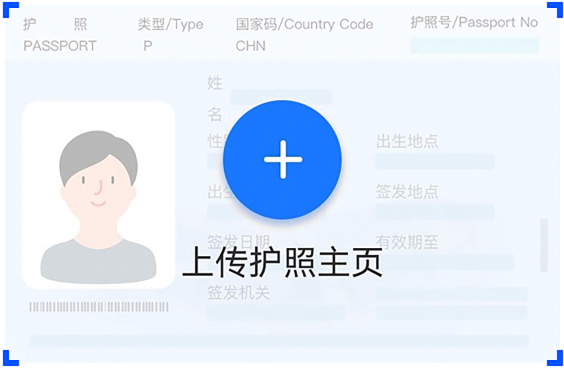 护 照 类型/Type 国家码/Country Code 护照号/Passport No
PASSPORT P CHN
姓
名
出生地点
签发地点
签发日期 有效期至
上传护照主页
签发机关